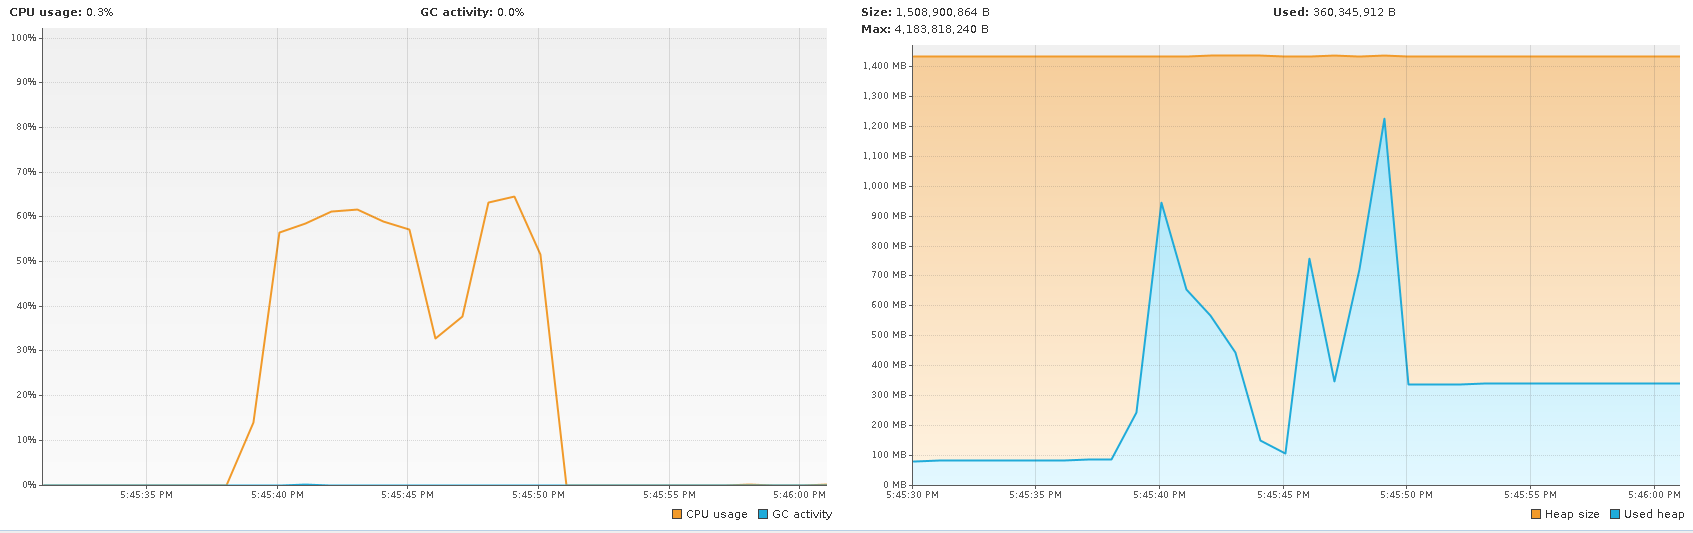 CPU usage: 0.3%
GC activity: 0.0%
100%
90%
80%
70%
60%
50%
40%
30%
20%
10%
0%
5:45:35 PM
5:45:40 PM
5:45:45 PM
5:45:50 PM
5:45:55 PM
5:46:00 PM
CPU usage
GC activity
Size: 1,508,900,864 B
Used: 360,345,912 B
Max: 4,183,818,240 B
1,400 MB
1,300 MB
1,200 MB
1,100 MB
1,000 MB
900 MB
800 MB
700 MB
600 MB
500 MB
400 MB
300 MB
200 MB
100 MB
0 MB
5:45:30 PM
5:45:35 PM
5:45:40 PM
5:45:45 PM
5:45:50 PM
5:45:55 PM
5:46:00 PM
Heap size
Used heap